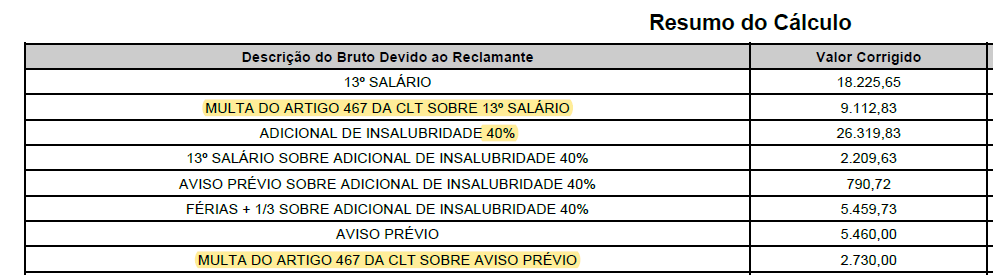 Resumo do Cálculo
Descrição do Bruto Devido ao Reclamante Valor Corrigido
13º SALÁRIO 18.225,65
MULTA DO ARTIGO 467 DA CLT SOBRE 13º SALÁRIO 9.112,83
ADICIONAL DE INSALUBRIDADE 40% 26.319,83
13º SALÁRIO SOBRE ADICIONAL DE INSALUBRIDADE 40% 2.209,63
AVISO PRÉVIO SOBRE ADICIONAL DE INSALUBRIDADE 40% 790,72
FÉRIAS + 1/3 SOBRE ADICIONAL DE INSALUBRIDADE 40% 5.459,73
AVISO PRÉVIO 5.460,00
MULTA DO ARTIGO 467 DA CLT SOBRE AVISO PRÉVIO 2.730,00